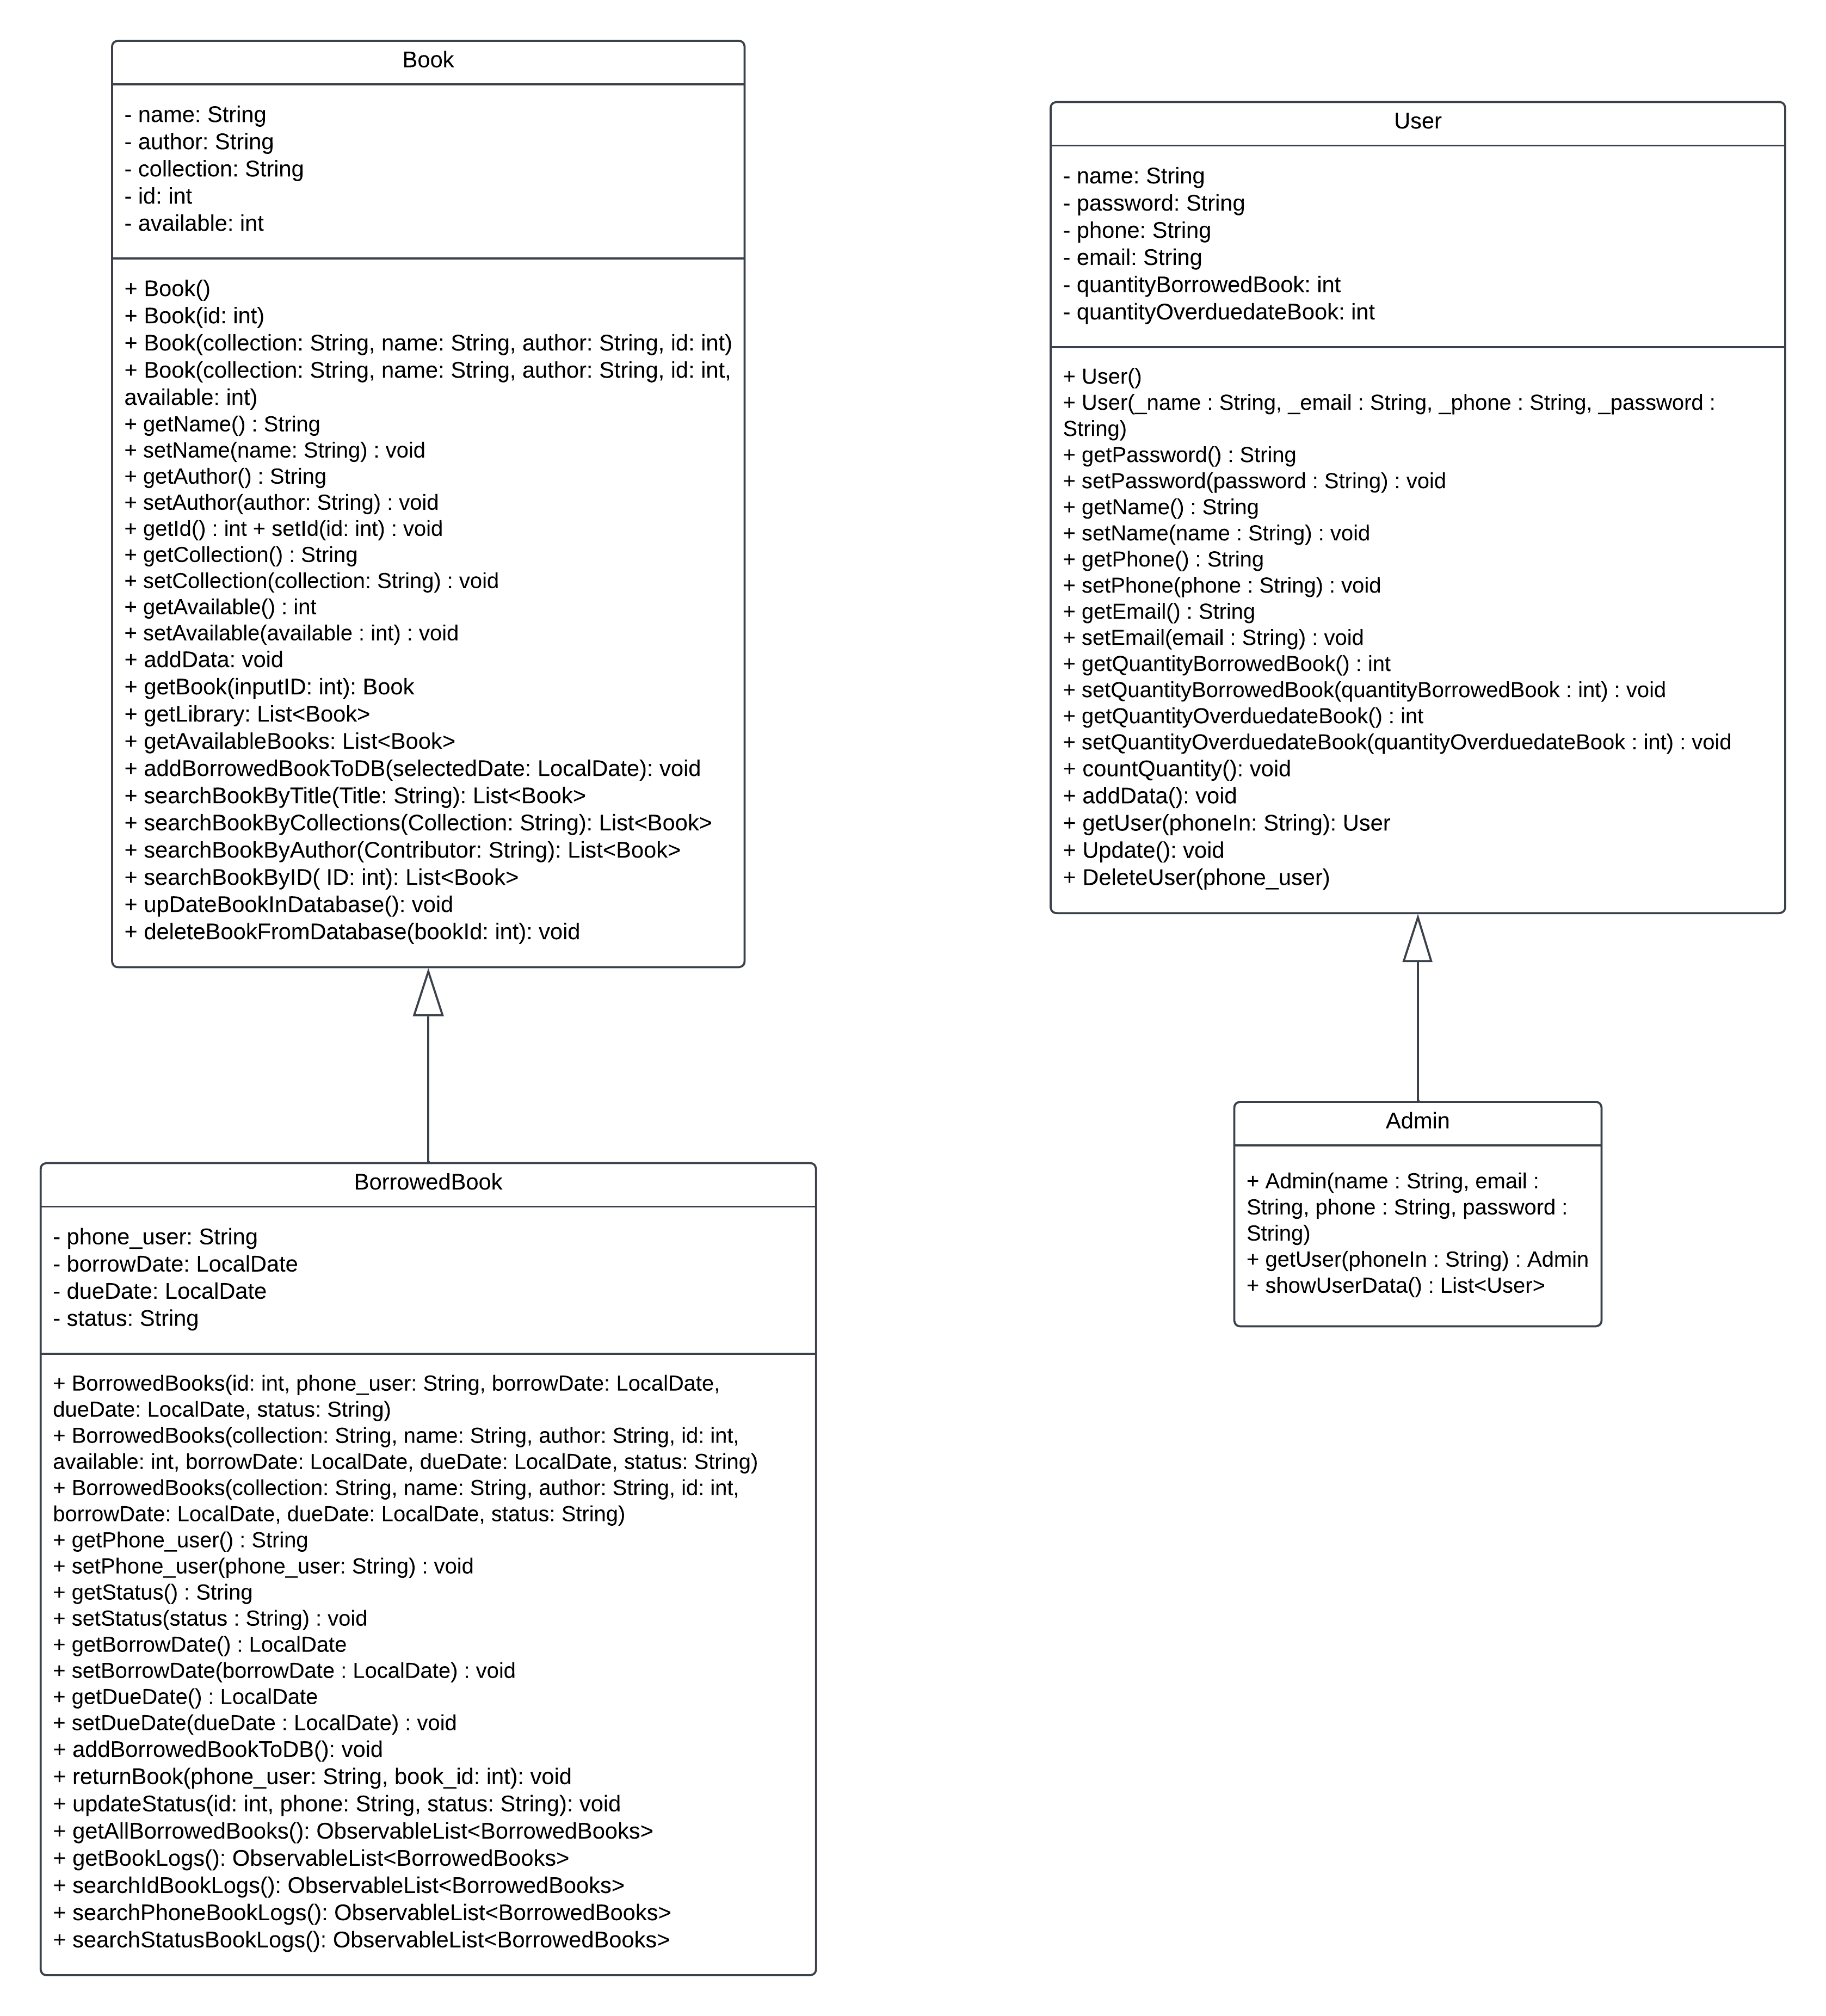 Book
- name: String
- author: String
- collection: String
- id: int
- available: int
+ Book()
+ Book(id: int)
+ Book(collection: String, name: String, author: String, id: int)
+ Book(collection: String, name: String, author: String, id: int,
available: int)
+ getName() : String
+ setName(name: String) : void
+ getAuthor() : String
+ setAuthor(author: String) : void
+ getId() : int + setId(id: int) : void
+ getCollection() : String
+ setCollection(collection: String) : void
+ getAvailable() : int
+ setAvailable(available : int) : void
+ addData: void
+ getBook(inputID: int): Book
+ getLibrary: List<Book>
+ getAvailableBooks: List<Book>
+ addBorrowedBookToDB(selectedDate: LocalDate): void
+ searchBookByTitle(Title: String): List<Book>
+ searchBookByCollections(Collection: String): List<Book>
+ searchBookByAuthor(Contributor: String): List<Book>
+ searchBookByID( ID: int): List<Book>
+ upDateBookInDatabase(): void
+ deleteBookFromDatabase(bookId: int): void
User
- name: String
- password: String
- phone: String
- email: String
- quantityBorrowedBook: int
- quantityOverduedateBook: int
+ User()
+ User(_name : String, _email : String, _phone : String, _password :
String)
+ getPassword() : String
+ setPassword(password : String) : void
+ getName() : String
+ setName(name : String) : void
+ getPhone() : String
+ setPhone(phone : String) : void
+ getEmail() : String
+ setEmail(email : String) : void
+ getQuantityBorrowedBook() : int
+ setQuantityBorrowedBook(quantityBorrowedBook : int) : void
+ getQuantityOverduedateBook() : int
+ setQuantityOverduedateBook(quantityOverduedateBook : int) : void
+ countQuantity(): void
+ addData(): void
+ getUser(phoneIn: String): User
+ Update(): void
+ DeleteUser(phone_user)
BorrowedBook
- phone_user: String
- borrowDate: LocalDate
- dueDate: LocalDate
- status: String
+ BorrowedBooks(id: int, phone_user: String, borrowDate: LocalDate,
dueDate: LocalDate, status: String)
+ BorrowedBooks(collection: String, name: String, author: String, id: int,
available: int, borrowDate: LocalDate, dueDate: LocalDate, status: String)
+ BorrowedBooks(collection: String, name: String, author: String, id: int,
borrowDate: LocalDate, dueDate: LocalDate, status: String)
+ getPhone_user() : String
+ setPhone_user(phone_user: String) : void
+ getStatus() : String
+ setStatus(status : String) : void
+ getBorrowDate() : LocalDate
+ setBorrowDate(borrowDate : LocalDate) : void
+ getDueDate() : LocalDate
+ setDueDate(dueDate : LocalDate) : void
+ addBorrowedBookToDB(): void
+ returnBook(phone_user: String, book_id: int): void
+ updateStatus(id: int, phone: String, status: String): void
+ getAllBorrowedBooks(): ObservableList<BorrowedBooks>
+ getBookLogs(): ObservableList<BorrowedBooks>
+ searchIdBookLogs(): ObservableList<BorrowedBooks>
+ searchPhoneBookLogs(): ObservableList<BorrowedBooks>
+ searchStatusBookLogs(): ObservableList<BorrowedBooks>
Admin
+ Admin(name : String, email :
String, phone : String, password :
String)
+ getUser(phoneIn : String) : Admin
+ showUserData() : List<User>